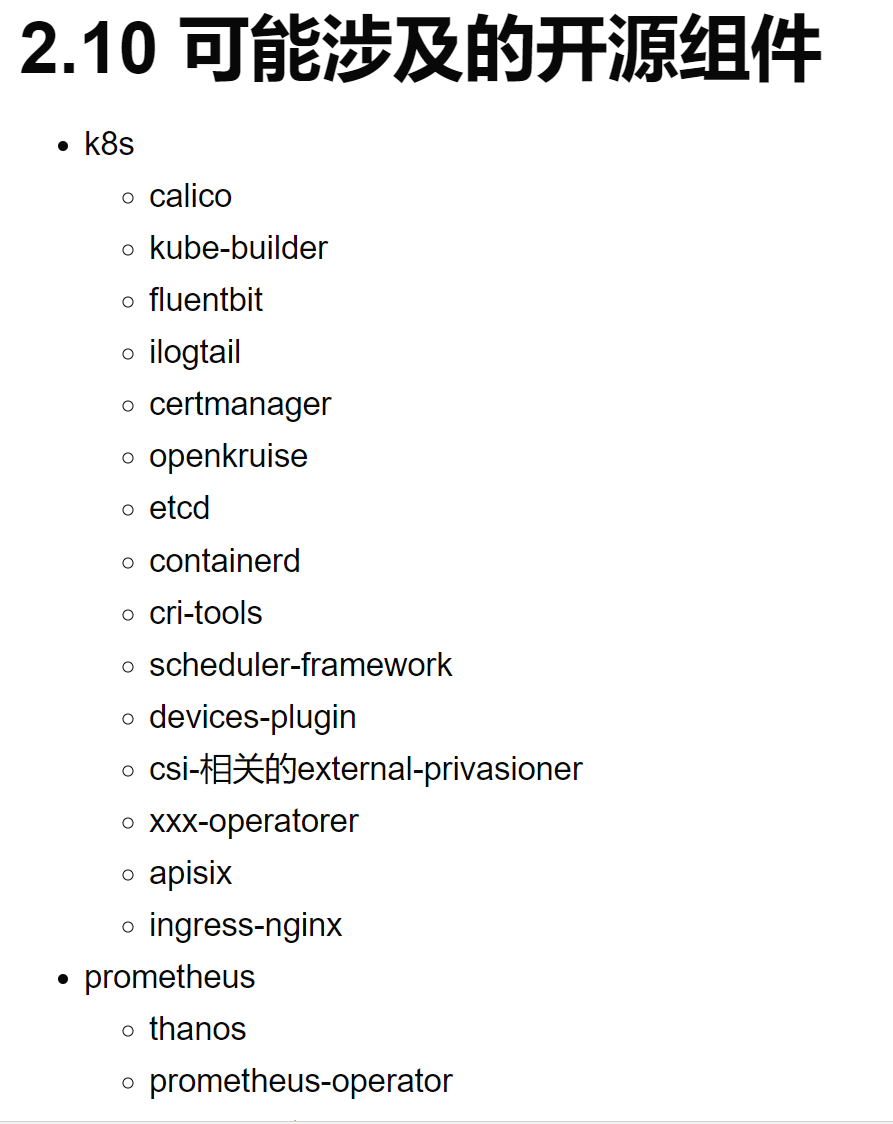 2.10 可能涉及的开源组件
k8s
calico
kube-builder
fluentbit
ilogtail
certmanager
openkruise
etcd
containerd
cri-tools
scheduler-framework
devices-plugin
csi-相关的external-privasioner
xxx-operatorer
apisix
ingress-nginx
prometheus
thanos
prometheus-operator